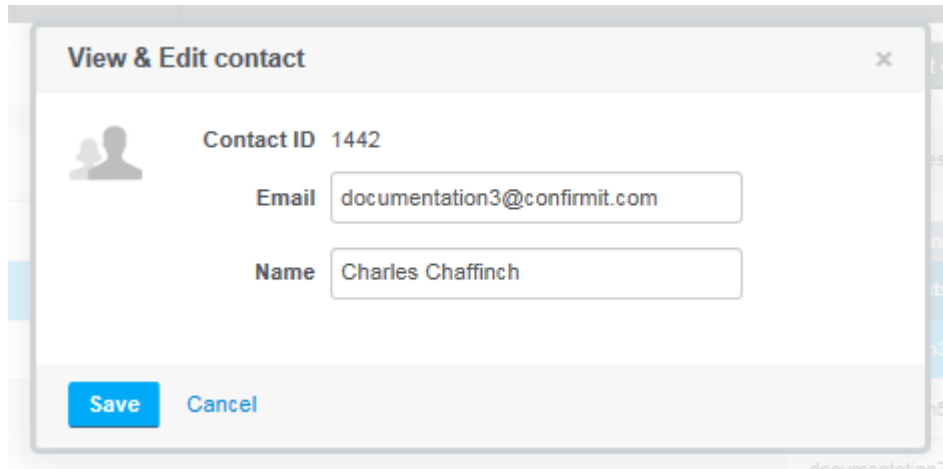 View & Edit contact
×
Contact ID 1442
Email documentation3@confirmit.com
Name Charles Chaffinch
Save Cancel